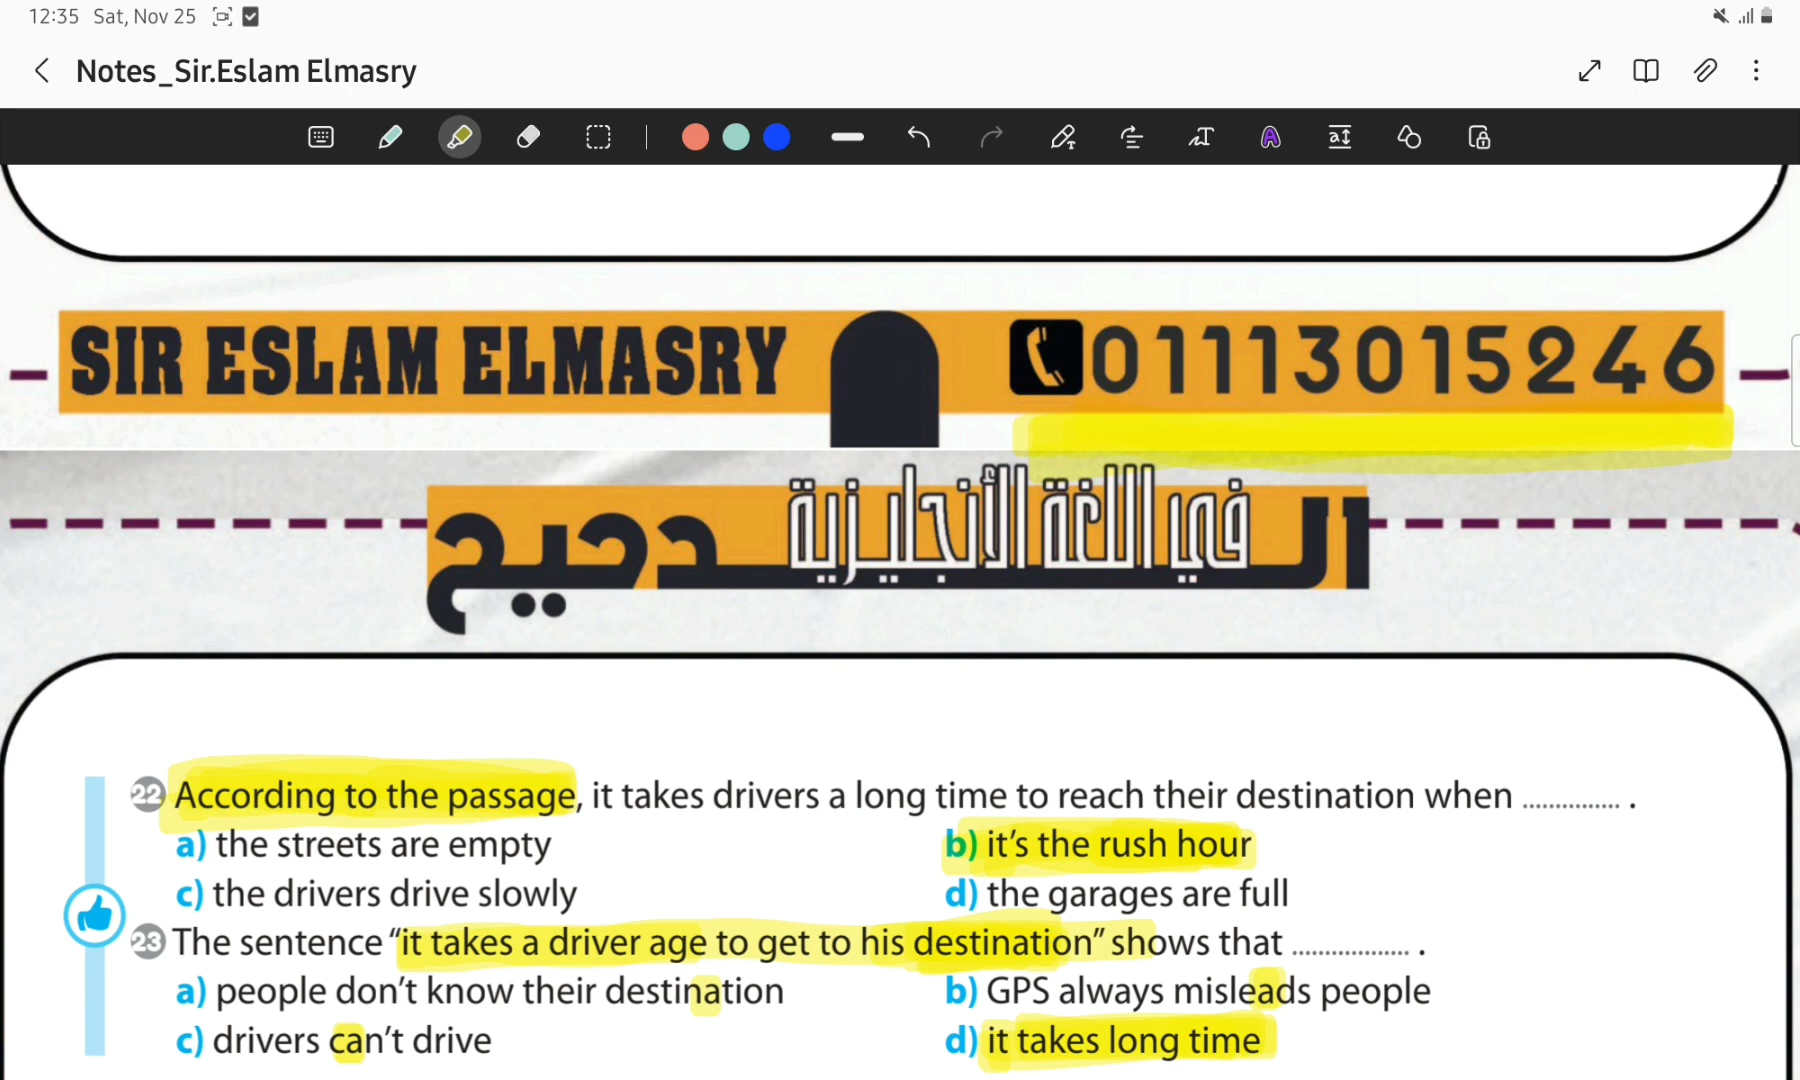 12:35 Sat, Nov 25
Notes_Sir.Eslam Elmasry
SIR ESLAM ELMASRY 01113015246
الدحيح
في اللغة الأنجليزية
22 According to the passage, it takes drivers a long time to reach their destination when .............. .
a) the streets are empty b) it's the rush hour
c) the drivers drive slowly d) the garages are full
23 The sentence “it takes a driver age to get to his destination” shows that ................. .
a) people don't know their destination b) GPS always misleads people
c) drivers can't drive d) it takes long time